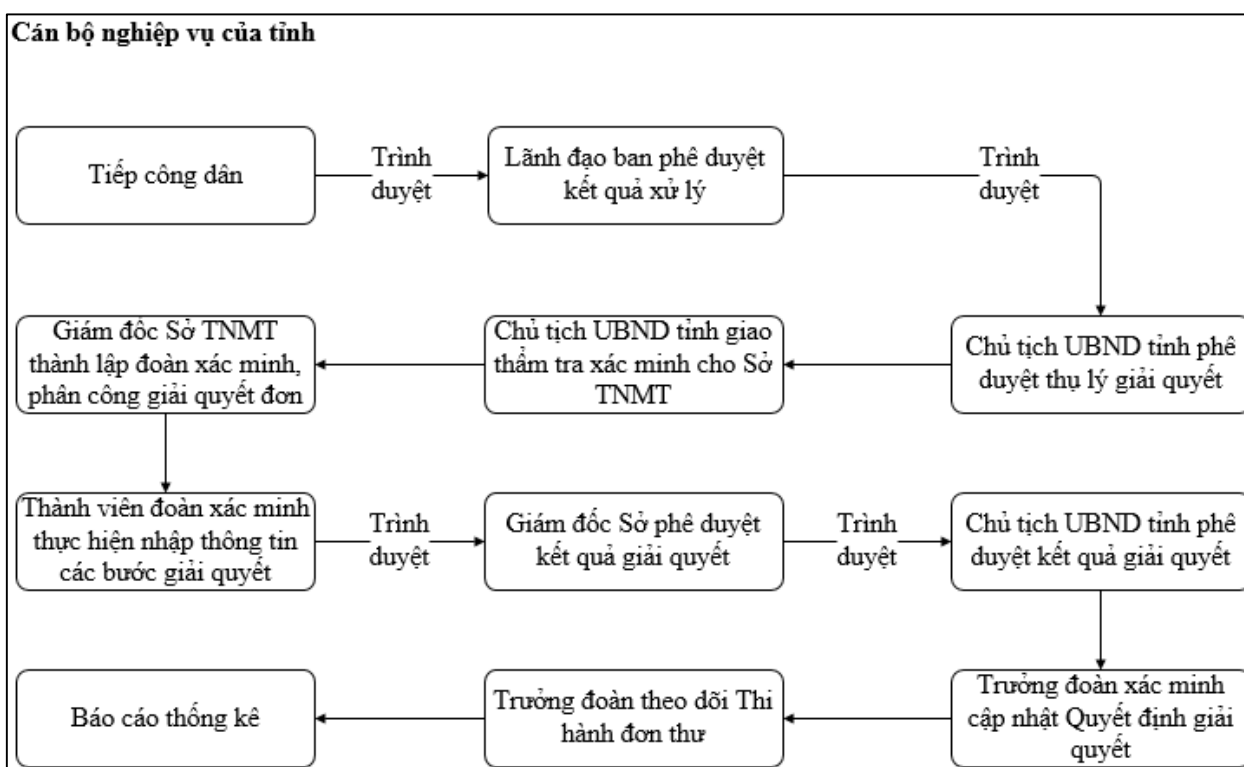 Cán bộ nghiệp vụ của tỉnh
Tiếp công dân
Trình
duyệt
Lãnh đạo ban phê duyệt
kết quả xử lý
Trình
duyệt
Chủ tịch UBND tỉnh phê
duyệt thụ lý giải quyết
Chủ tịch UBND tỉnh giao
thẩm tra xác minh cho Sở
TNMT
Giám đốc Sở TNMT
thành lập đoàn xác minh,
phân công giải quyết đơn
Thành viên đoàn xác minh
thực hiện nhập thông tin
các bước giải quyết
Trình
duyệt
Giám đốc Sở phê duyệt
kết quả giải quyết
Trình
duyệt
Chủ tịch UBND tỉnh phê
duyệt kết quả giải quyết
Trưởng đoàn xác minh
cập nhật Quyết định giải
quyết
Trưởng đoàn theo dõi Thi
hành đơn thư
Báo cáo thống kê